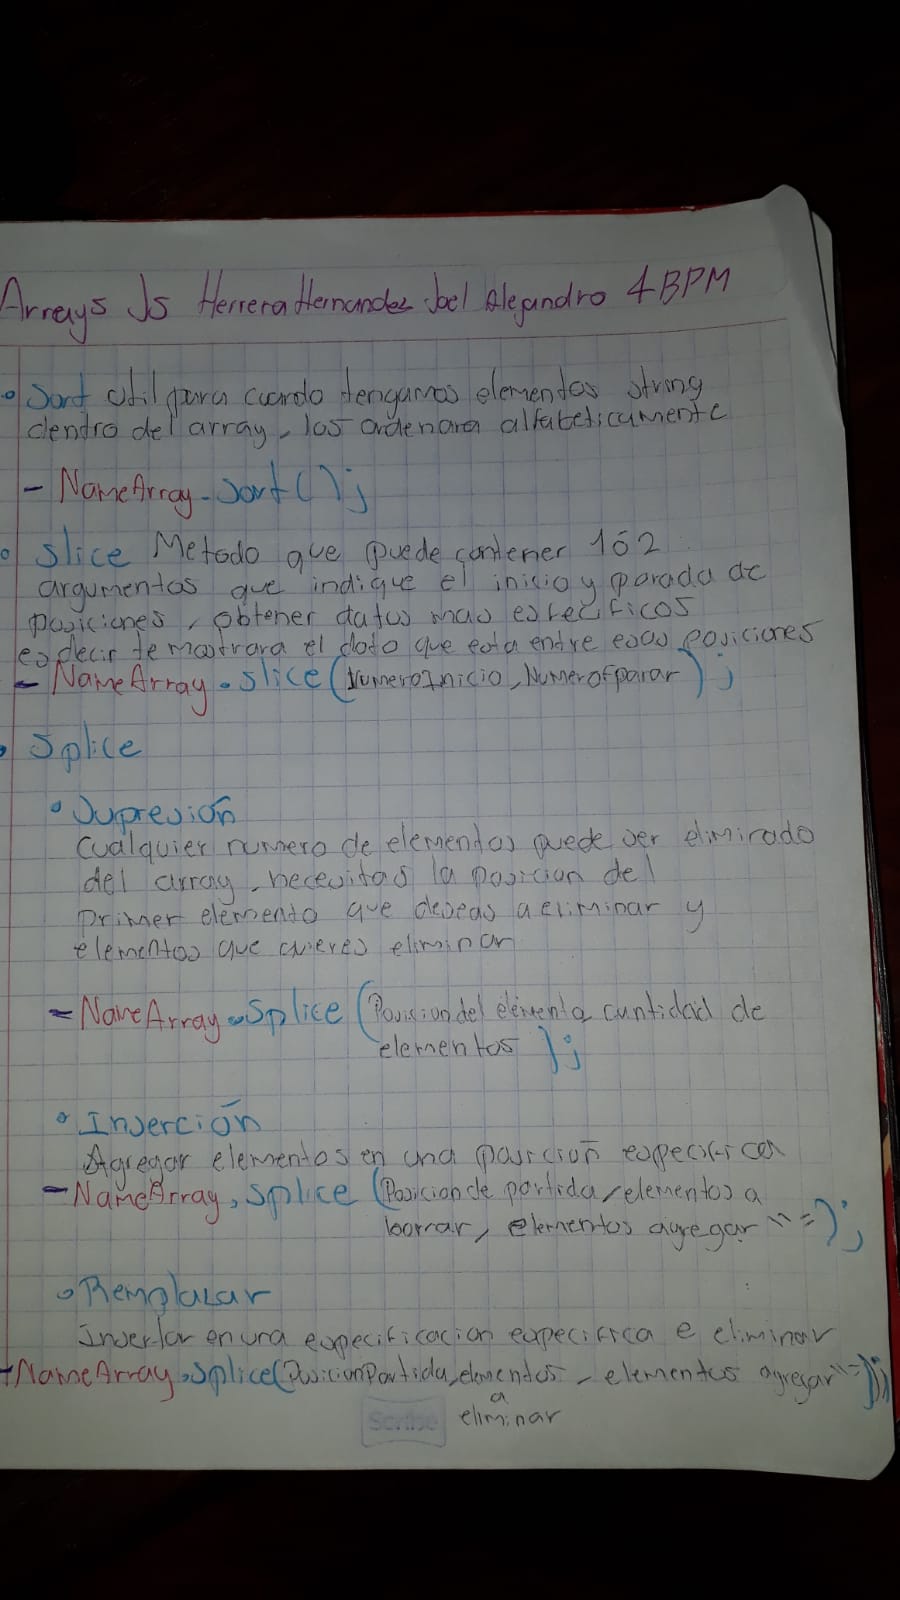 Arrays Js Herrera Hernandez Joel Alejandro 4BPM
Sort util para cuando tengamos elementos string
dentro del array, los ordenara alfabeticamente
- NameArray.sort();
slice Metodo que puede contener 1ó2
argumentos que indique el inicio y parada de
posiciones, obtener datos mas especificos
es decir te mostrara el dato que esta entre esas posiciones
- NameArray.slice(NumeroInicio, NumeroFparar);
Splice
Supresion
Cualquier numero de elementos puede ser eliminado
del array, necesitas la posicion del
primer elemento que deseas a eliminar y
elementos que quieres eliminar
- NameArray.Splice(Posicion del elemento, cantidad de
elementos);
Inserción
Agregar elementos en una posicion especifica
- NameArray, splice (Posicion de partida, elementos a
borrar, elementos agregar "=);
Remplasar
Insertar en una especificacion especifica e eliminar
- NameArray.splice(PosicionPartida, elementos, elementos agregar "=));
a
eliminar
Scribe